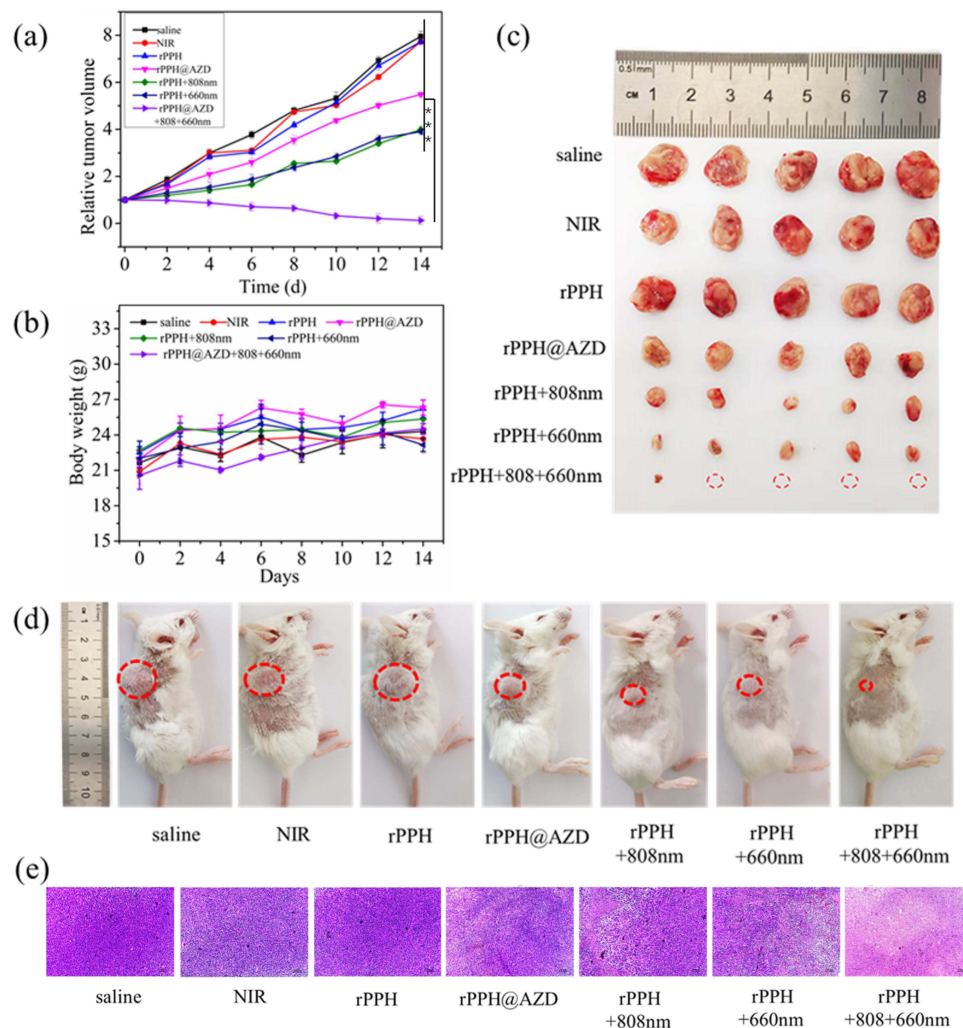 (a)
Relative tumor volume
8
6
4
2
0
saline
NIR
rPPH
rPPH@AZD
rPPH+808nm
rPPH+660nm
rPPH@AZD
+808+660nm
***
0 2 4 6 8 10 12 14
Time (d)
(b)
Body weight (g)
33
30
27
24
21
18
15
saline NIR rPPH rPPH@AZD
rPPH+808nm rPPH+660nm
rPPH@AZD+808+660nm
0 2 4 6 8 10 12 14
Days
(c)
0.5mm
CM 1 2 3 4 5 6 7 8
saline
NIR
rPPH
rPPH@AZD
rPPH+808nm
rPPH+660nm
rPPH+808+660nm
(d)
1
2
3
4
5
6
7
8
9
10
saline
NIR
rPPH
rPPH@AZD
rPPH
+808nm
rPPH
+660nm
rPPH
+808+660nm
(e)
saline
NIR
rPPH
rPPH@AZD
rPPH
+808nm
rPPH
+660nm
rPPH
+808+660nm